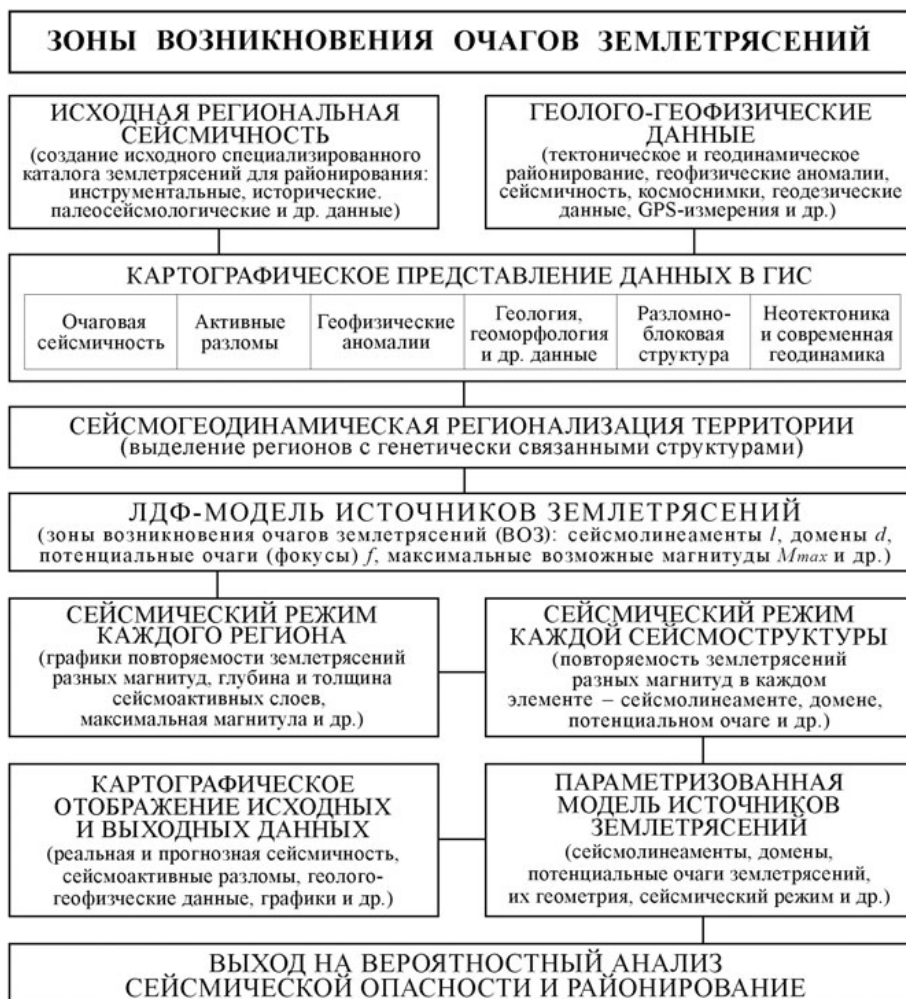 ЗОНЫ ВОЗНИКНОВЕНИЯ ОЧАГОВ ЗЕМЛЕТРЯСЕНИЙ
ИСХОДНАЯ РЕГИОНАЛЬНАЯ
СЕЙСМИЧНОСТЬ
(создание исходного специализированного
каталога землетрясений для районирования:
инструментальные, исторические.
палеосейсмологические и др. данные)
ГЕОЛОГО-ГЕОФИЗИЧЕСКИЕ
ДАННЫЕ
(тектоническое и геодинамическое
районирование, геофизические аномалии,
сейсмичность, космоснимки, геодезические
данные, GPS-измерения и др.)
КАРТОГРАФИЧЕСКОЕ ПРЕДСТАВЛЕНИЕ ДАННЫХ В ГИС
Очаговая
сейсмичность
Активные
разломы
Геофизические
аномалии
Геология,
геоморфология
и др. данные
Разломно-
блоковая
структура
Неотектоника
и современная
геодинамика
СЕЙСМОГЕОДИНАМИЧЕСКАЯ РЕГИОНАЛИЗАЦИЯ ТЕРРИТОРИИ
(выделение регионов с генетически связанными структурами)
ЛДФ-МОДЕЛЬ ИСТОЧНИКОВ ЗЕМЛЕТРЯСЕНИЙ
(зоны возникновения очагов землетрясений (ВОЗ): сейсмолинеаменты l, домены d,
потенциальные очаги (фокусы) f, максимальные возможные магнитуды Mmax и др.)
СЕЙСМИЧЕСКИЙ РЕЖИМ
КАЖДОГО РЕГИОНА
(графики повторяемости землетрясений
разных магнитуд, глубина и толщина
сейсмоактивных слоев,
максимальная магнитула и др.)
СЕЙСМИЧЕСКИЙ РЕЖИМ
КАЖДОЙ СЕЙСМОСТРУКТУРЫ
(повторяемость землетрясений
разных магнитуд в каждом
элементе – сейсмолинеаменте, домене,
потенциальном очаге и др.)
КАРТОГРАФИЧЕСКОЕ
ОТОБРАЖЕНИЕ ИСХОДНЫХ
И ВЫХОДНЫХ ДАННЫХ
(реальная и прогнозная сейсмичность,
сейсмоактивные разломы, геолого-
геофизческие данные, графики и др.)
ПАРАМЕТРИЗОВАННАЯ
МОДЕЛЬ ИСТОЧНИКОВ
ЗЕМЛЕТРЯСЕНИЙ
(сейсмолинеаменты, домены,
потенциальные очаги землетрясений,
их геометрия, сейсмический режим и др.)
ВЫХОД НА ВЕРОЯТНОСТНЫЙ АНАЛИЗ
СЕЙСМИЧЕСКОЙ ОПАСНОСТИ И РАЙОНИРОВАНИЕ